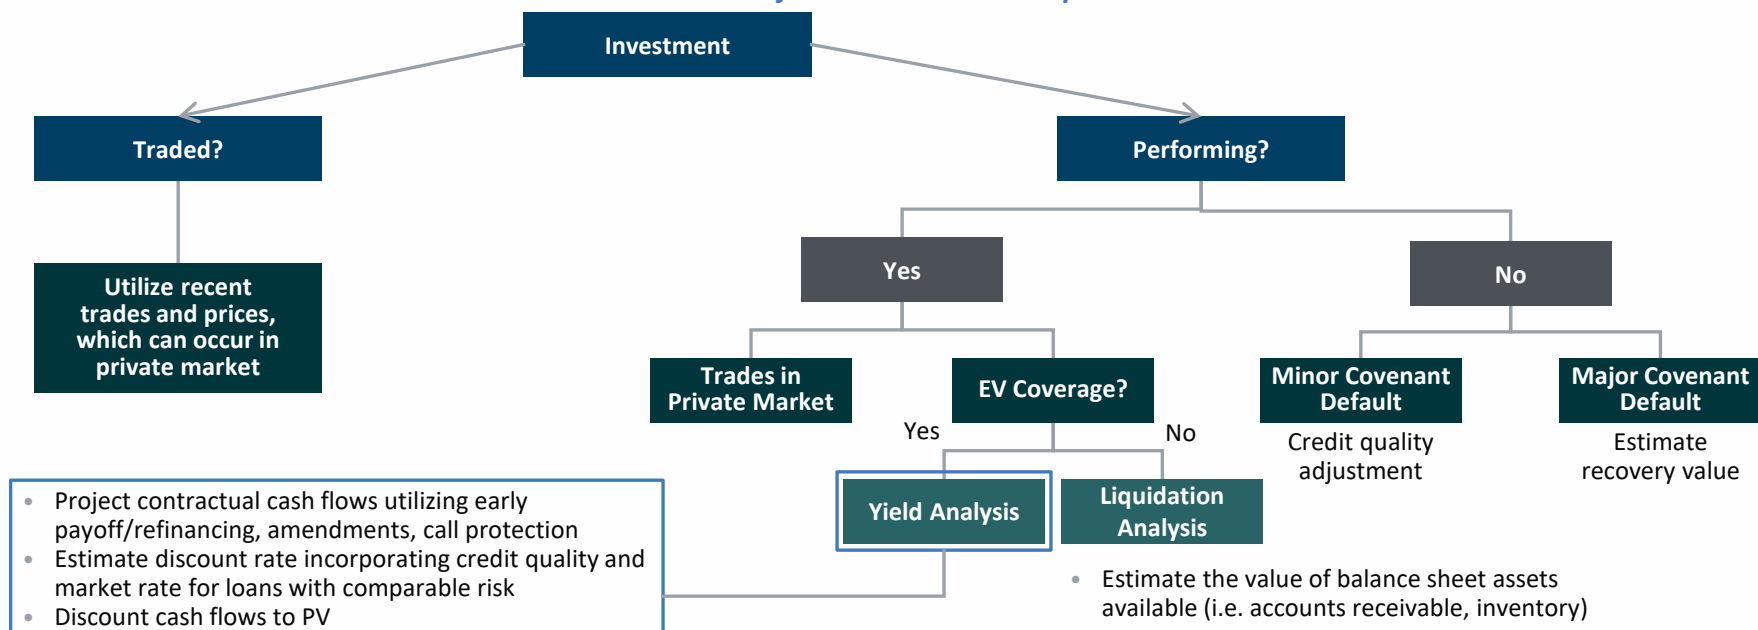 Investment
Traded?
Performing?
Utilize recent
trades and prices,
which can occur in
private market
Yes
No
Trades in
Private Market
EV Coverage?
Minor Covenant
Default
Major Covenant
Default
Credit quality
adjustment
Estimate
recovery value
Yes
No
Yield Analysis
Liquidation
Analysis
• Project contractual cash flows utilizing early
payoff/refinancing, amendments, call protection
• Estimate discount rate incorporating credit quality and
market rate for loans with comparable risk
• Discount cash flows to PV
• Estimate the value of balance sheet assets
available (i.e. accounts receivable, inventory)